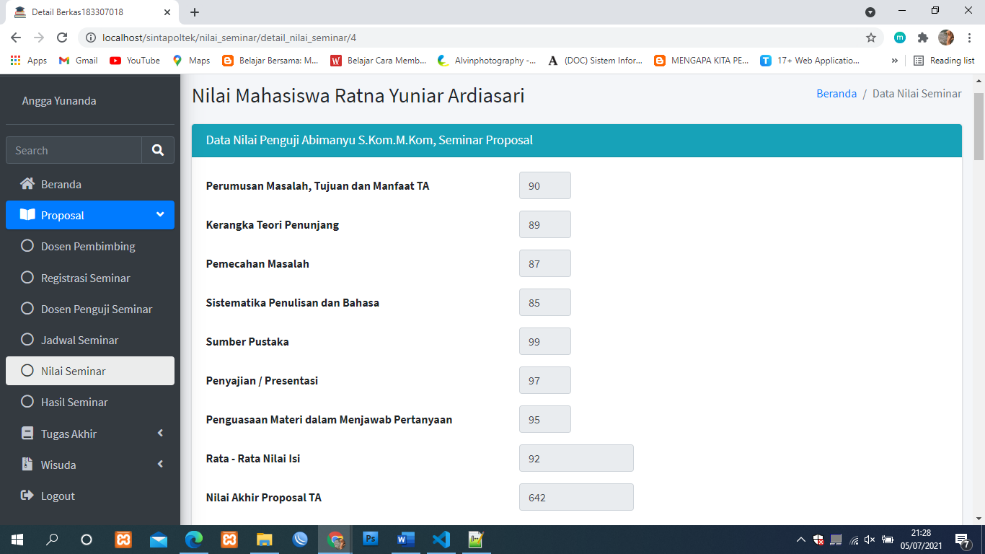 Detail Berkas183307018
localhost/sintapoltek/nilai_seminar/detail_nilai_seminar/4
Apps Gmail YouTube Maps Belajar Bersama: M... Belajar Cara Memb... Alvinphotography -... (DOC) Sistem Infor... MENGAPA KITA PE... 17+ Web Applicatio... » Reading list
Angga Yunanda
Search
Beranda
Proposal
Dosen Pembimbing
Registrasi Seminar
Dosen Penguji Seminar
Jadwal Seminar
Nilai Seminar
Hasil Seminar
Tugas Akhir
Wisuda
Logout
Nilai Mahasiswa Ratna Yuniar Ardiasari
Beranda / Data Nilai Seminar
Data Nilai Penguji Abimanyu S.Kom.M.Kom, Seminar Proposal
Perumusan Masalah, Tujuan dan Manfaat TA 90
Kerangka Teori Penunjang 89
Pemecahan Masalah 87
Sistematika Penulisan dan Bahasa 85
Sumber Pustaka 99
Penyajian / Presentasi 97
Penguasaan Materi dalam Menjawab Pertanyaan 95
Rata - Rata Nilai Isi 92
Nilai Akhir Proposal TA 642
21:28
05/07/2021
7